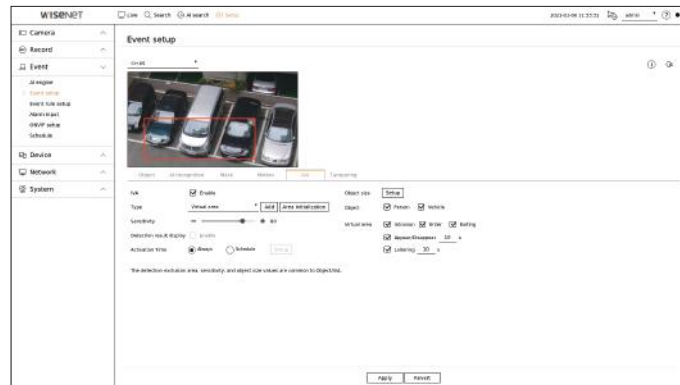 WISENET
Live Search AI search Setup
admin
Camera
Record
Event
AI engine
Event setup
Event rule setup
Alarm input
ONVIF setup
Schedule
Device
Network
System
Event setup
Object AI recognition Mask Motion IVA Tampering
IVA Enable
Type Virtual area Add Area initialization
Sensitivity 80
Detection result display Enable
Activation Time Always Schedule Setup
The detection exclusion area, sensitivity, and object size values are common to Object/IVA.
Object size Setup
Object Person Vehicle
Virtual area Intrusion Enter Exiting
Appear/Disappear 10 s
Loitering 10 s
Apply Revert